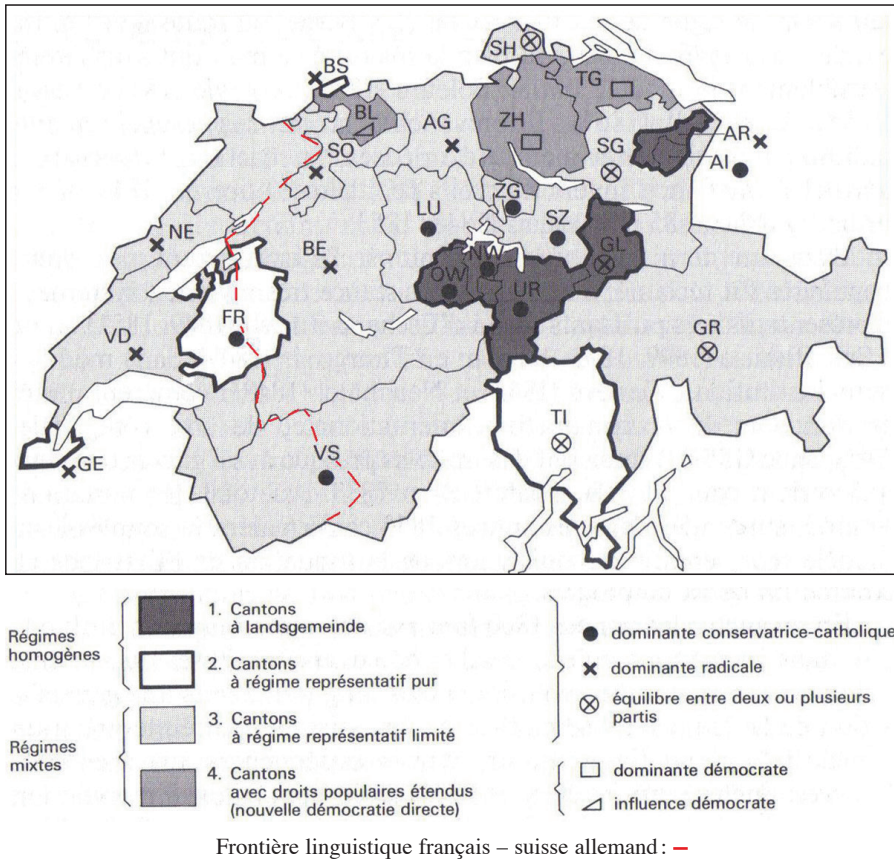 SH
BS
TG
BL
AG
ZH
AR
SO
SG
AI
ZG
LU
SZ
NE
BE
NW
GL
OW
UR
FR
GR
VD
TI
VS
GE
Régimes
homogènes
1. Cantons
à landsgemeinde
2. Cantons
à régime représentatif pur
Régimes
mixtes
3. Cantons
à régime représentatif limité
4. Cantons
avec droits populaires étendus
(nouvelle démocratie directe)
dominante conservatrice-catholique
dominante radicale
équilibre entre deux ou plusieurs
partis
dominante démocrate
influence démocrate
Frontière linguistique français – suisse allemand :